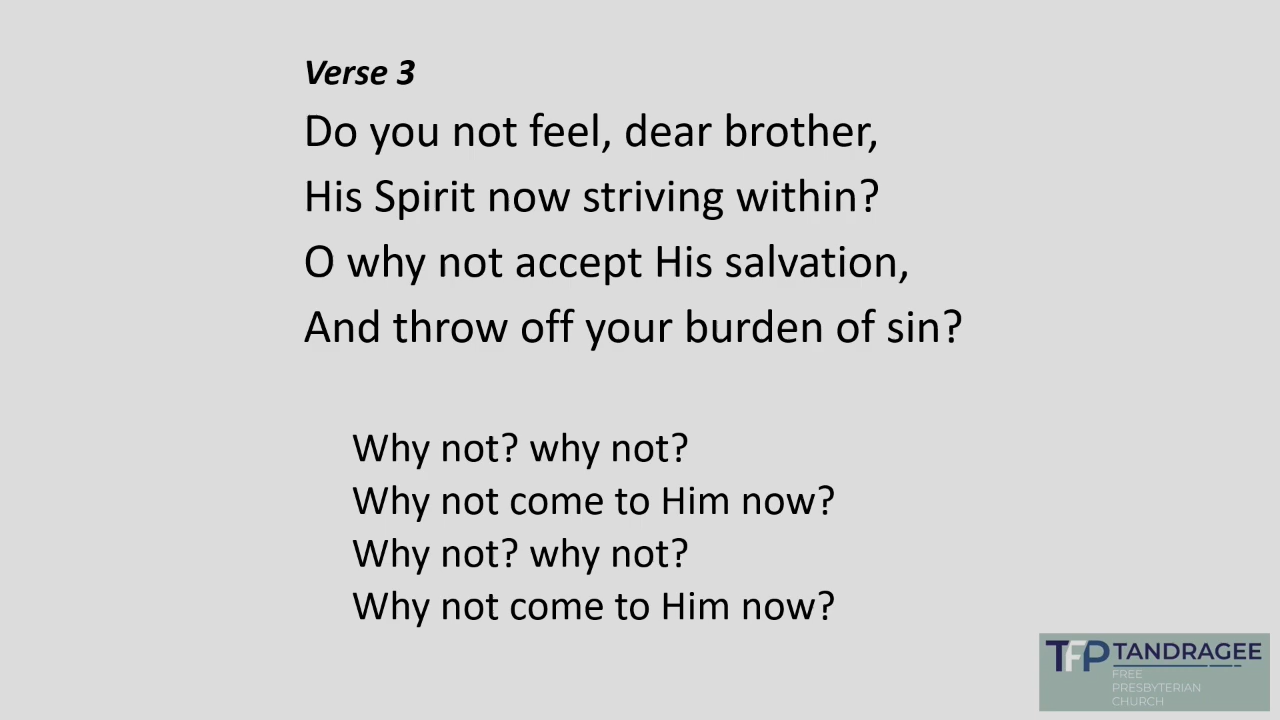 Verse 3
Do you not feel, dear brother,
His Spirit now striving within?
O why not accept His salvation,
And throw off your burden of sin?
Why not? why not?
Why not come to Him now?
Why not? why not?
Why not come to Him now?
TFP TANDRAGEE
FREE
PRESBYTERIAN
CHURCH